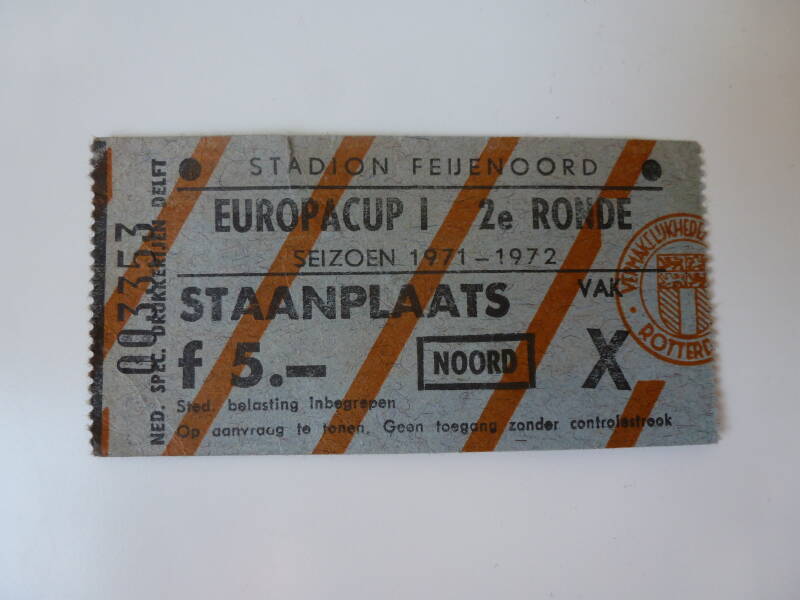 STADION FEIJENOORD
EUROPACUP I 2e RONDE
SEIZOEN 1971-1972
STAANPLAATS
VAK
f 5.—
NOORD
X
Sted. belasting inbegrepen
Op aanvraag te tonen. Geen toegang zonder controlestrook
003353
NED. SPEC. DRUKKERIJEN DELFT